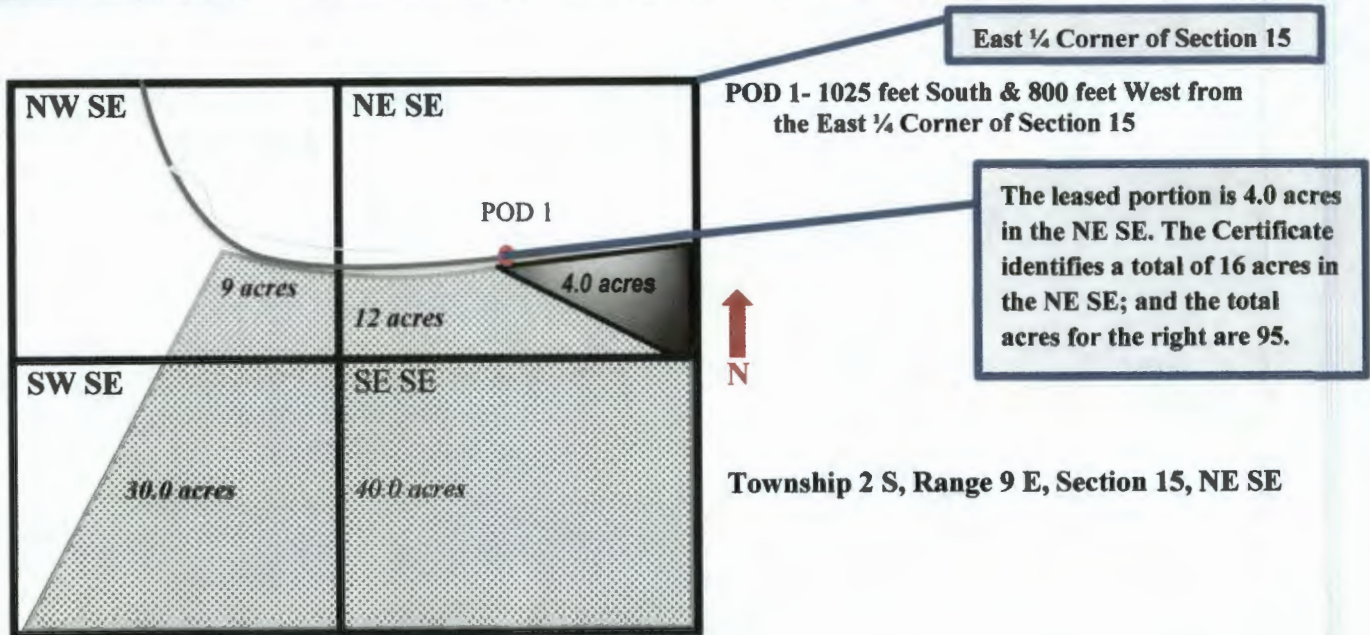 East ¼ Corner of Section 15
NW SE
NE SE
POD 1- 1025 feet South & 800 feet West from
the East ¼ Corner of Section 15
POD 1
The leased portion is 4.0 acres
in the NE SE. The Certificate
identifies a total of 16 acres in
the NE SE; and the total
acres for the right are 95.
9 acres
4.0 acres
12 acres
N
SW SE
SE SE
30.0 acres
40.0 acres
Township 2 S, Range 9 E, Section 15, NE SE